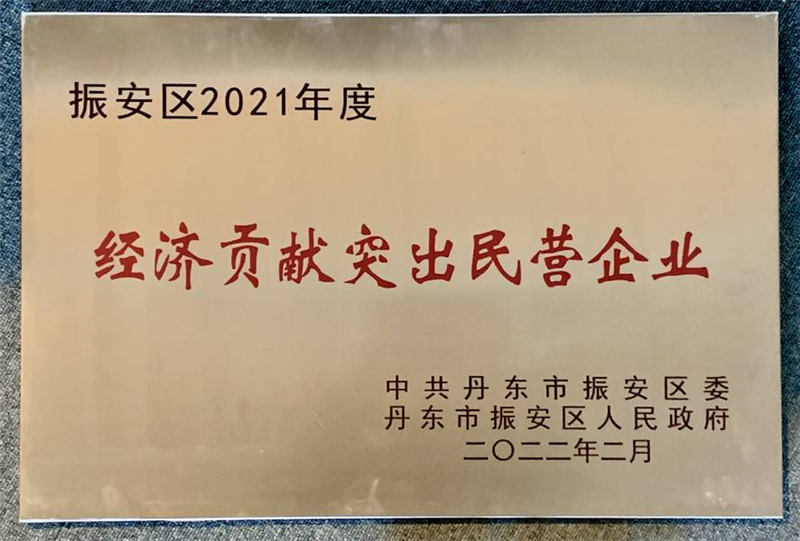 振安区2021年度
经济贡献突出民营企业
中共丹东市振安区委
丹东市振安区人民政府
二〇二二年二月